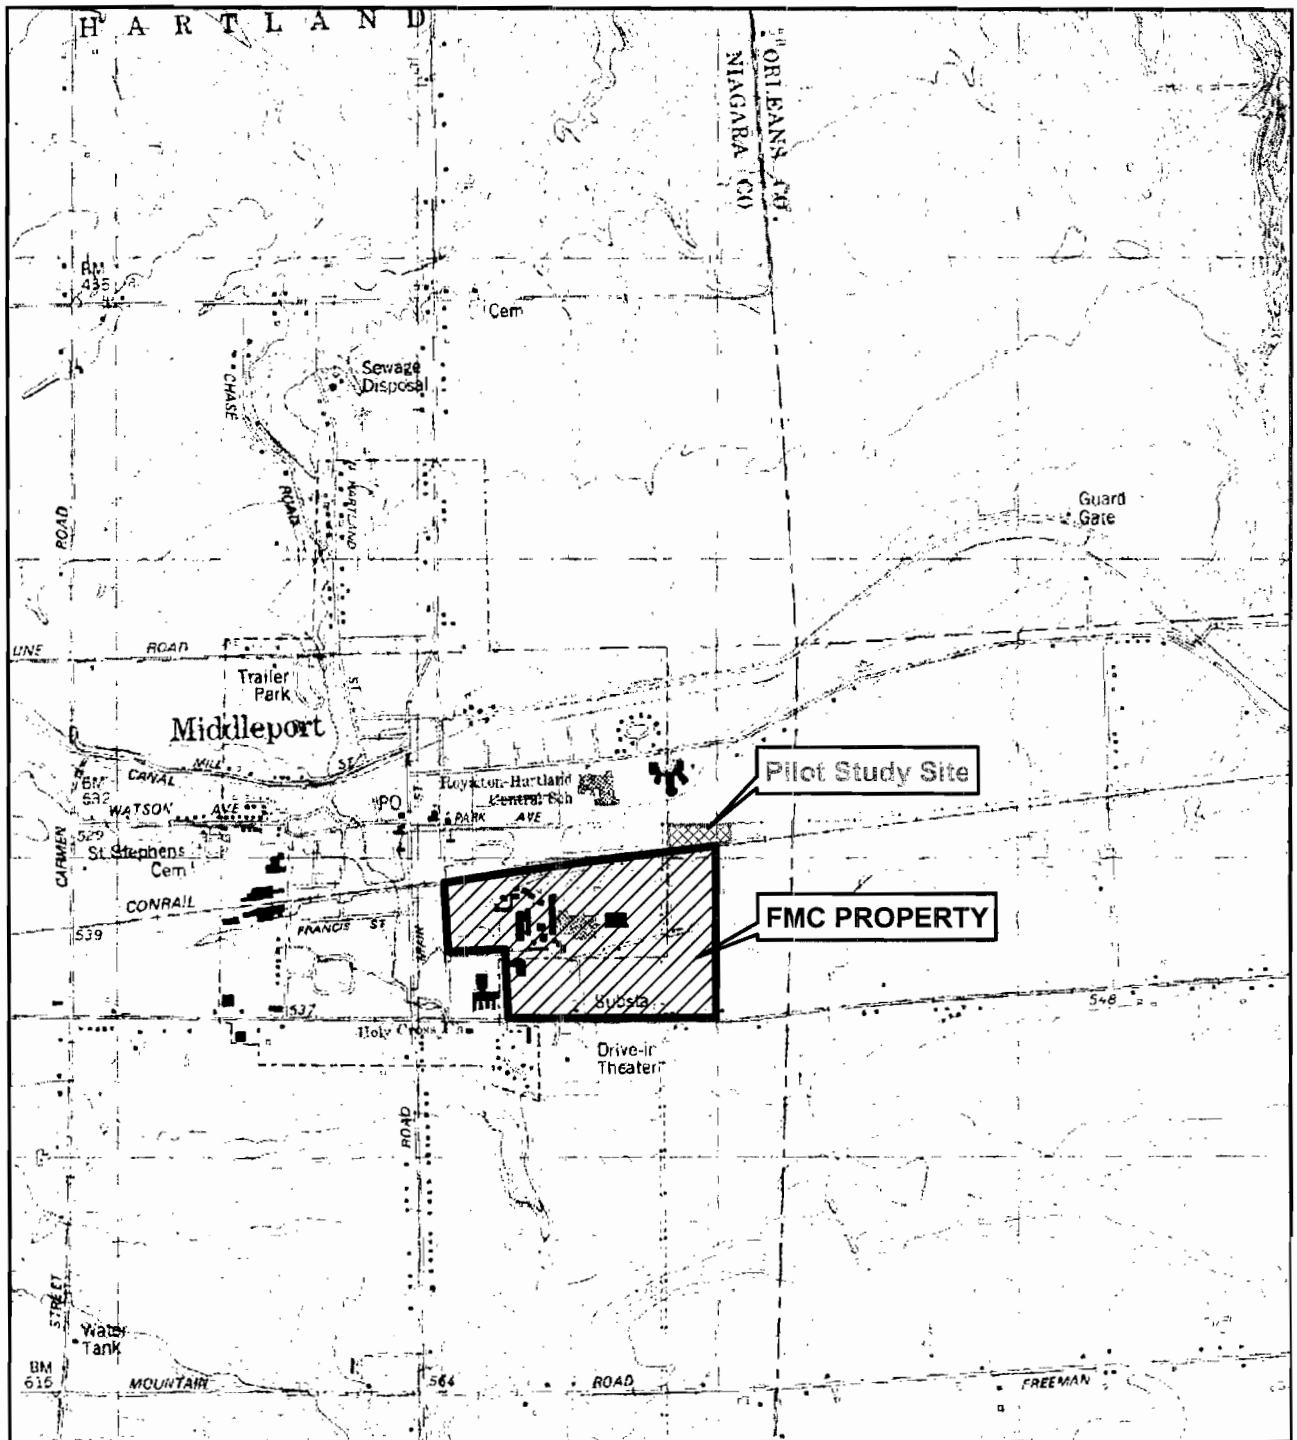 HARTLAND
ORLEANS CO.
NIAGARA CO
BM
Cem
Sewage
Disposal
CHASE
ROAD
HARTLAND
ROAD
Guard
Gate
LINE
ROAD
Trailer
Park
ST
Middleport
MILL
ST
CANAL
BM
532
Pilot Study Site
Royalton-Hartland
Central Sch
WATSON
AVE
PO
ST
PARK
AVE
529
St Stephens
Cem
CARMEN
CONRAIL
FMC PROPERTY
FRANCIS
ST
539
Substa
548
537
Holy Cross
Drive-in
Theater
ROAD
STREET
Water
Tank
BM
616
MOUNTAIN
564
ROAD
FREEMAN